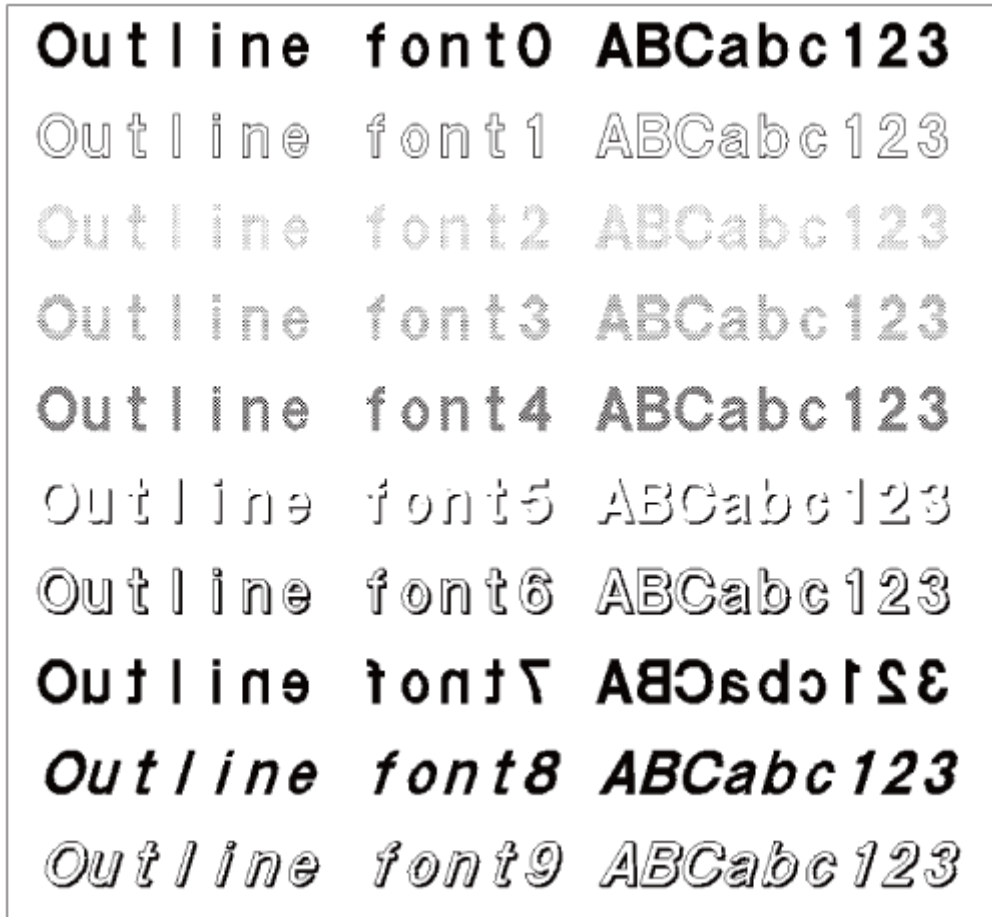 Outline font0 ABCabc123
Outline font1 ABCabc123
Outline font2 ABCabc123
Outline font3 ABCabc123
Outline font4 ABCabc123
Outline font5 ABCabc123
Outline font6 ABCabc123
Outline font7 ABCabc123
Outline font8 ABCabc123
Outline font9 ABCabc123